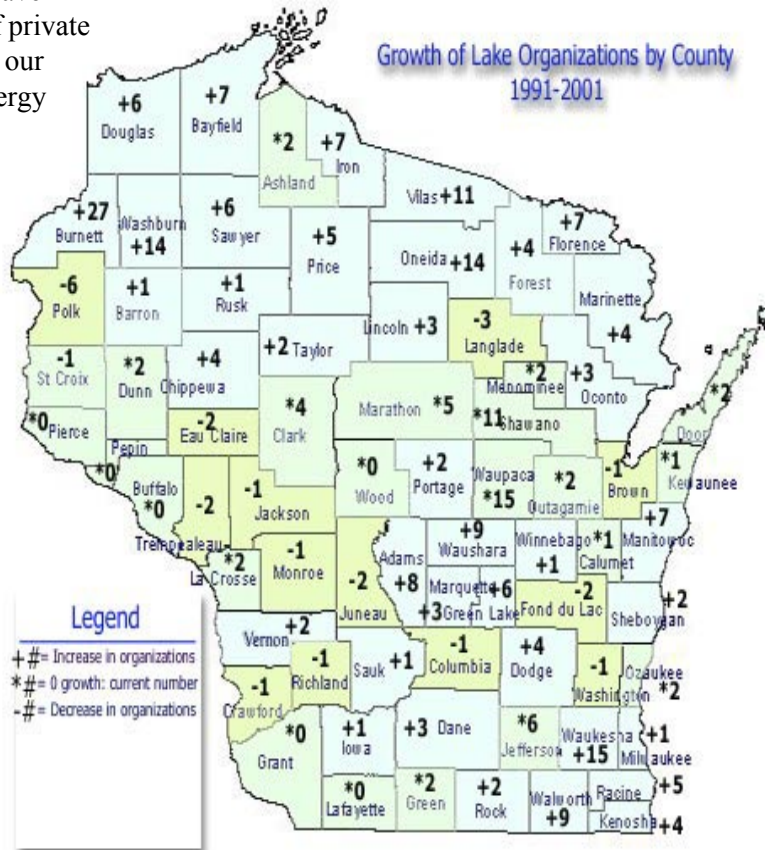 f private
our
ergy
Growth of Lake Organizations by County
1991-2001
+6
Douglas
+7
Bayfield
*2
Ashland
+7
Iron
Vilas +11
+27
Burnett
Washburn
+14
+6
Sawyer
+5
Price
Oneida +14
+4
Forest
+7
Florence
Marinette
+4
-6
Polk
+1
Barron
+1
Rusk
+2 Taylor
Lincoln +3
-3
Langlade
-1
St Croix
*2
Dunn
+4
Chippewa
*4
Clark
Marathon *5
*2
Menominee
*11
Shawano
+3
Oconto
*2
Door
*0
Pierce
Pepin
*0
-2
Eau Claire
Buffalo
*0
-2
Trempealeau
-1
Jackson
*0
Wood
+2
Portage
Waupaca
*15
*2
Outagamie
-1
Brown
*1
Kewaunee
*2
La Crosse
-1
Monroe
-2
Juneau
Adams
+8
+9
Waushara
Marquette
+3
+6
Green Lake
Winnebago
+1
*1
Calumet
+7
Manitowoc
-2
Fond du Lac
+2
Sheboygan
+2
Vernon
-1
Crawford
-1
Richland
Sauk +1
-1
Columbia
+4
Dodge
-1
Washington
Ozaukee
*2
*0
Grant
+1
Iowa
+3 Dane
*6
Jefferson
Waukesha
+15
+1
Milwaukee
*0
Lafayette
*2
Green
+2
Rock
Walworth
+9
Racine +5
Kenosha +4
Legend
+#= Increase in organizations
*#= 0 growth: current number
-#= Decrease in organizations